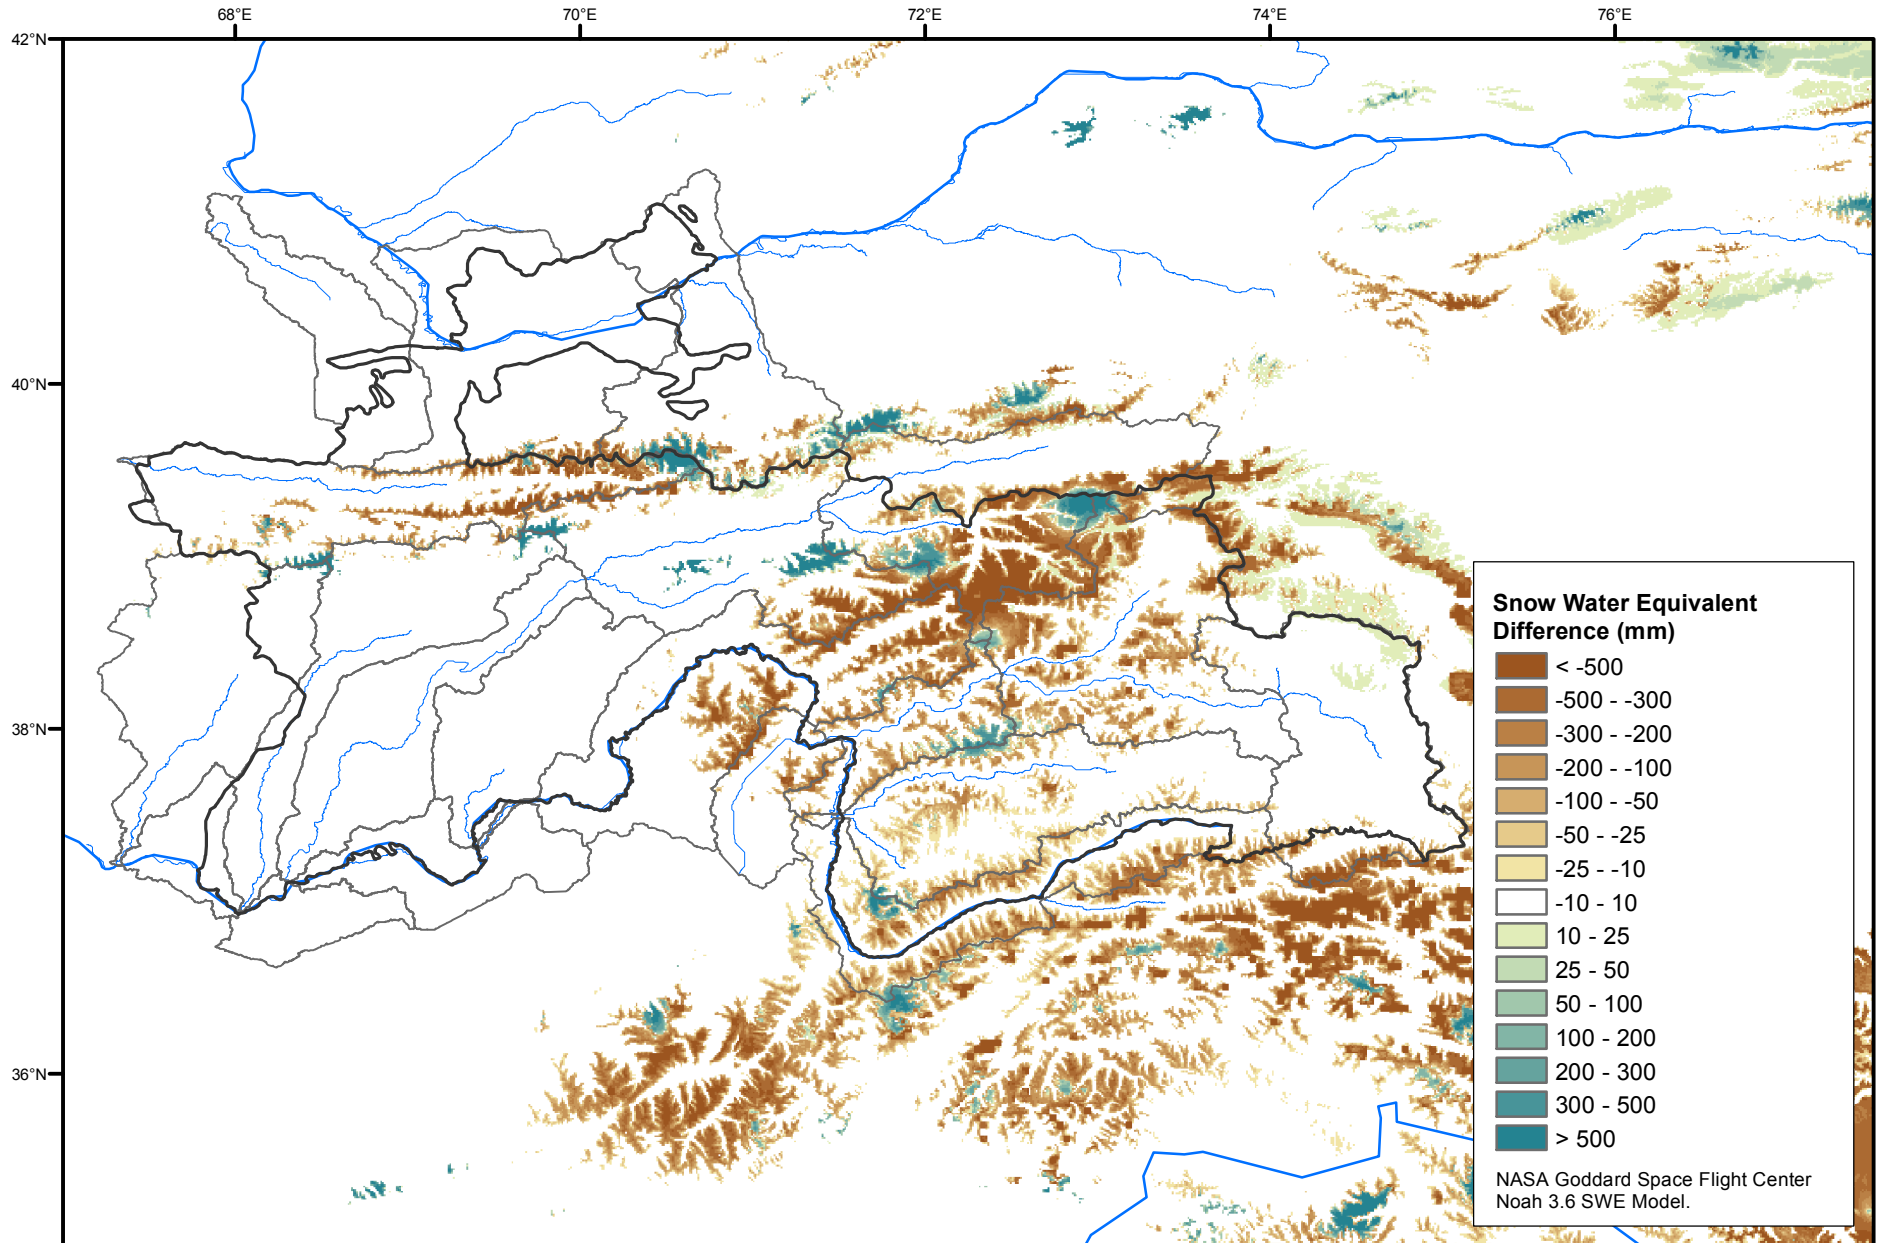 68°E
70°E
72°E
74°E
76°E
42°N
40°N
38°N
36°N
Snow Water Equivalent
Difference (mm)
< -500
-500 - -300
-300 - -200
-200 - -100
-100 - -50
-50 - -25
-25 - -10
-10 - 10
10 - 25
25 - 50
50 - 100
100 - 200
200 - 300
300 - 500
> 500
NASA Goddard Space Flight Center
Noah 3.6 SWE Model.